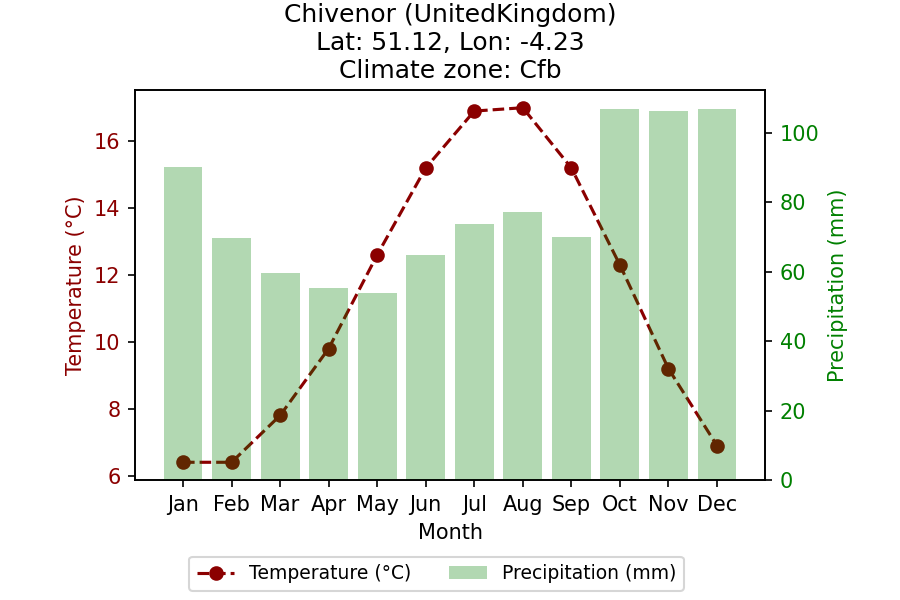 Chivenor (UnitedKingdom)
Lat: 51.12, Lon: -4.23
Climate zone: Cfb
Temperature (°C)
16
14
12
10
8
6
100
80
60
40
20
0
Precipitation (mm)
Jan Feb Mar Apr May Jun Jul Aug Sep Oct Nov Dec
Month
Temperature (°C) Precipitation (mm)